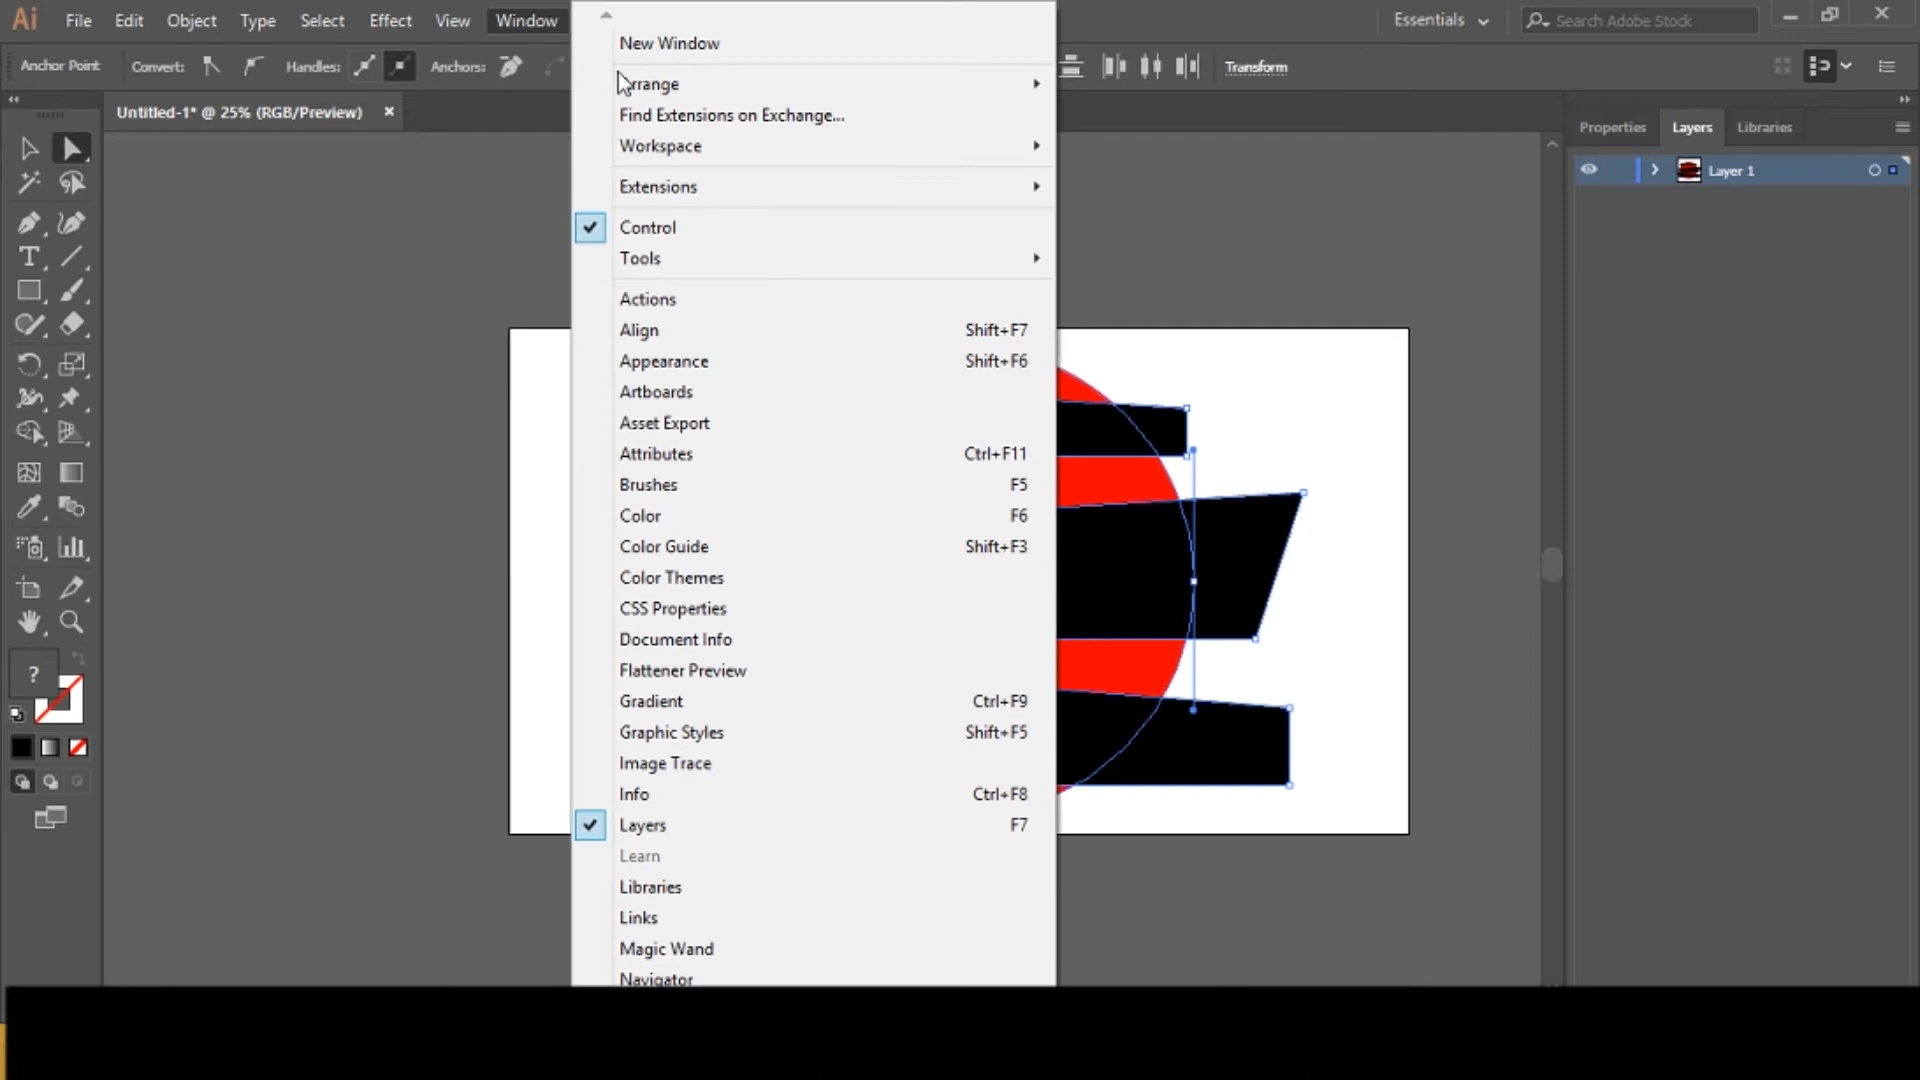 Ai File Edit Object Type Select Effect View Window Essentials Search Adobe Stock
Anchor Point Convert: Handles: Anchors: Transform
Untitled-1* @ 25% (RGB/Preview)
New Window
Arrange
Find Extensions on Exchange...
Workspace
Extensions
Control
Tools
Actions
Align Shift+F7
Appearance Shift+F6
Artboards
Asset Export
Attributes Ctrl+F11
Brushes F5
Color F6
Color Guide Shift+F3
Color Themes
CSS Properties
Document Info
Flattener Preview
Gradient Ctrl+F9
Graphic Styles Shift+F5
Image Trace
Info Ctrl+F8
Layers F7
Learn
Libraries
Links
Magic Wand
Navigator
Properties Layers Libraries
Layer 1
T
?